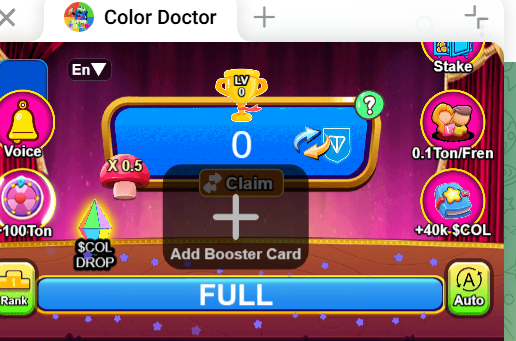 Color Doctor
En▼
Stake
LV
0
?
0
Voice
X 0.5
0.1Ton/Fren
Claim
100Ton
$COL
DROP
+40k $COL
Add Booster Card
Rank
FULL
A
Auto